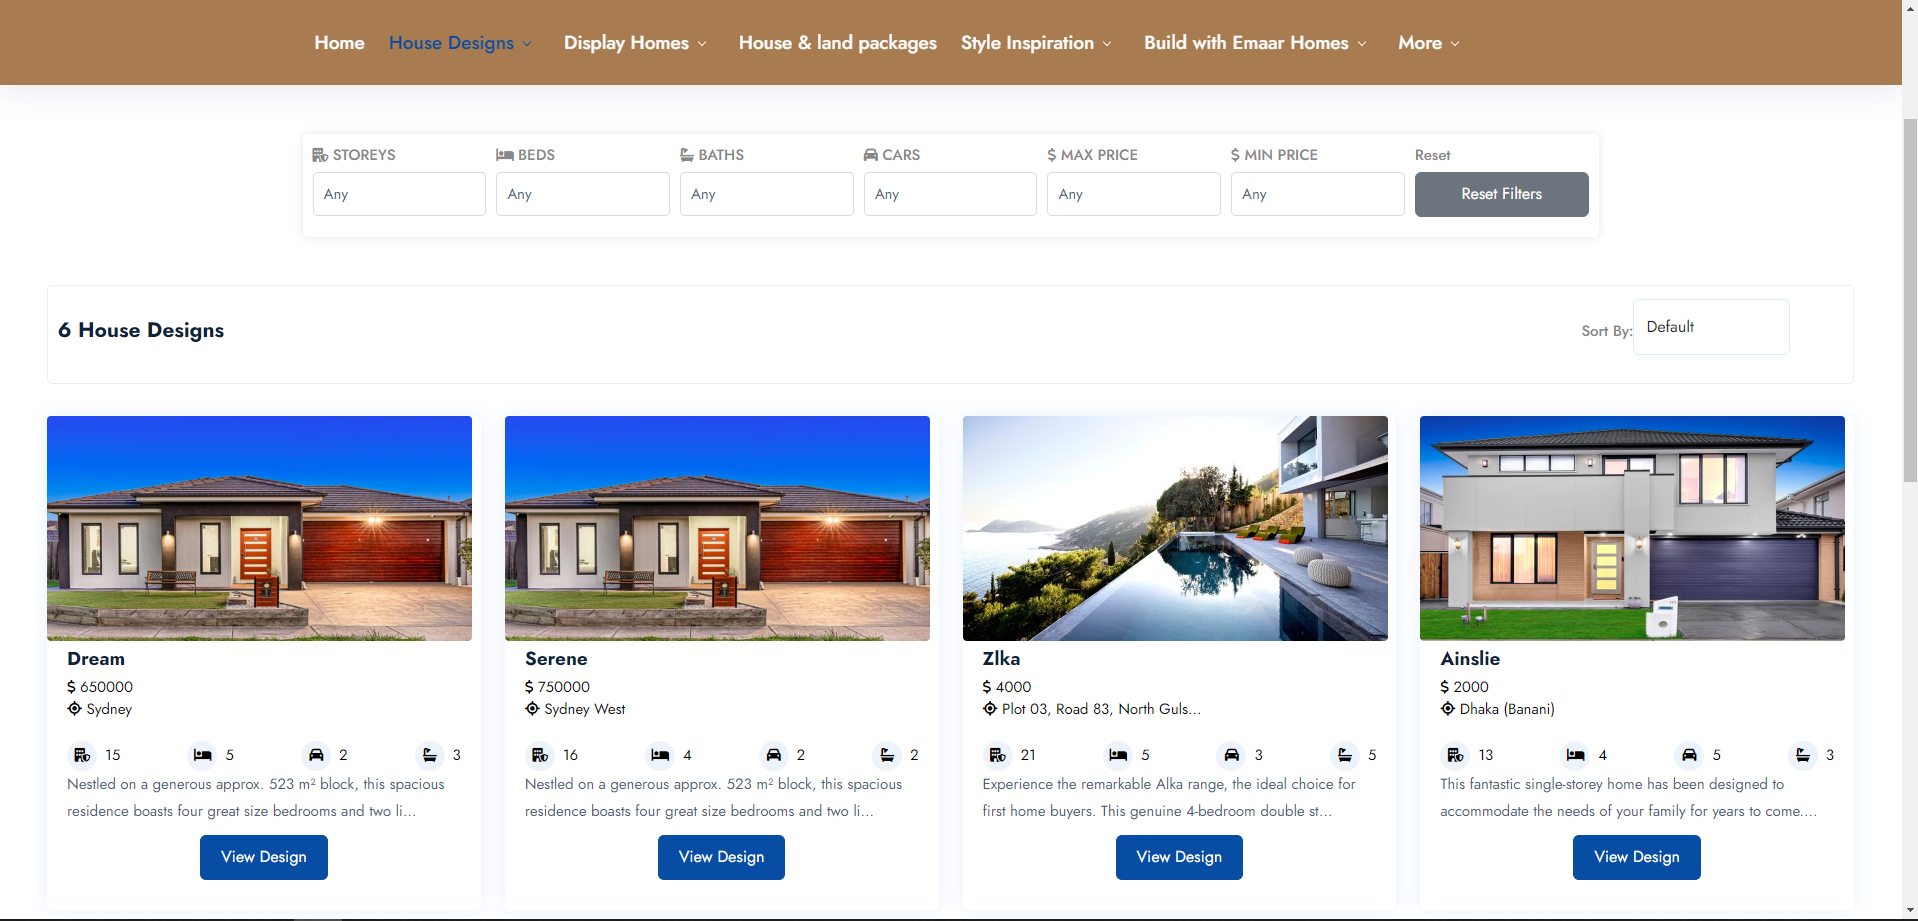 Home House Designs Display Homes House & land packages Style Inspiration Build with Emaar Homes More
STOREYS BEDS BATHS CARS $ MAX PRICE $ MIN PRICE Reset
Any Any Any Any Any Any Reset Filters
6 House Designs Sort By: Default
Dream
$ 650000
Sydney
15 5 2 3
Nestled on a generous approx. 523 m² block, this spacious
residence boasts four great size bedrooms and two li...
View Design
Serene
$ 750000
Sydney West
16 4 2 2
Nestled on a generous approx. 523 m² block, this spacious
residence boasts four great size bedrooms and two li...
View Design
Zlka
$ 4000
Plot 03, Road 83, North Guls...
21 5 3 5
Experience the remarkable Alka range, the ideal choice for
first home buyers. This genuine 4-bedroom double st...
View Design
Ainslie
$ 2000
Dhaka (Banani)
13 4 5 3
This fantastic single-storey home has been designed to
accommodate the needs of your family for years to come....
View Design